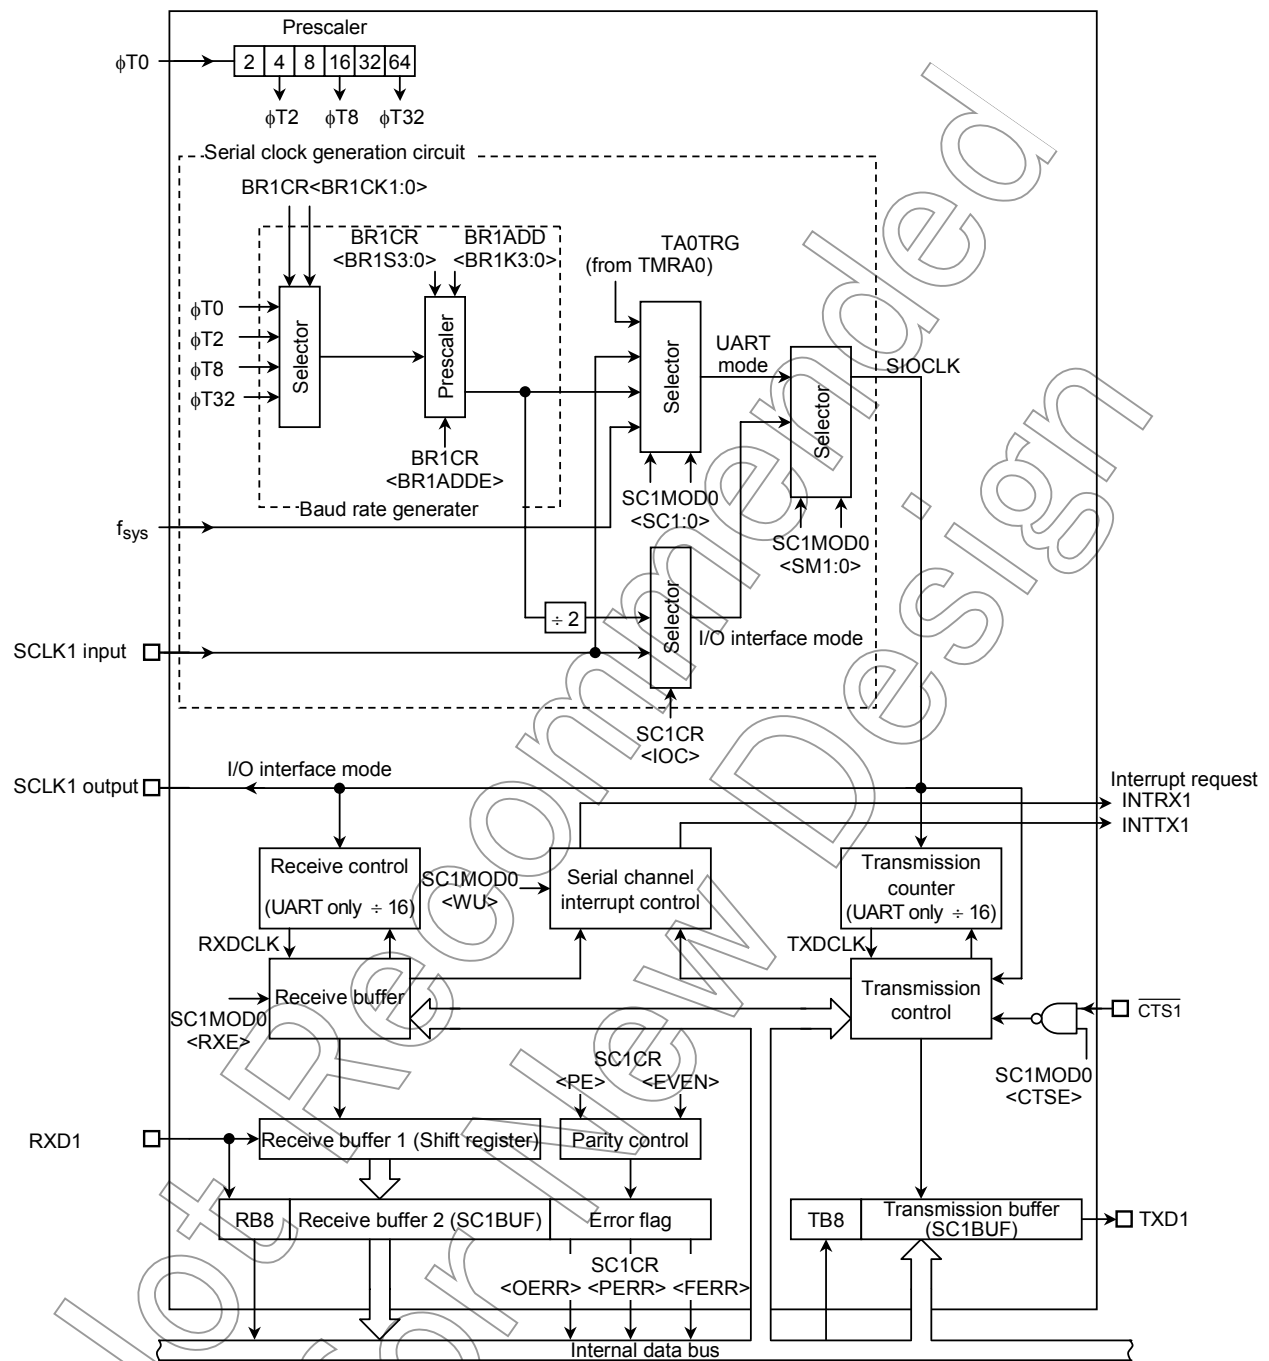 Prescaler
ϕT0
2 4 8 16 32 64
ϕT2 ϕT8 ϕT32
Serial clock generation circuit
BR1CR<BR1CK1:0>
BR1CR
<BR1S3:0>
BR1ADD
<BR1K3:0>
TA0TRG
(from TMRA0)
ϕT0
ϕT2
ϕT8
ϕT32
Selector
Prescaler
Selector
UART
mode
Selector
SIOCLK
BR1CR
<BR1ADDE>
Baud rate generater
SC1MOD0
<SC1:0>
SC1MOD0
<SM1:0>
fsys
÷ 2
Selector
I/O interface mode
SCLK1 input
SC1CR
<IOC>
SCLK1 output
I/O interface mode
Interrupt request
INTRX1
INTTX1
Receive control
(UART only ÷ 16)
SC1MOD0
<WU>
Serial channel
interrupt control
Transmission
counter
(UART only ÷ 16)
RXDCLK
TXDCLK
Receive buffer
Transmission
control
SC1MOD0
<RXE>
CTS1
SC1MOD0
<CTSE>
SC1CR
<PE> <EVEN>
RXD1
Receive buffer 1 (Shift register)
Parity control
RB8
Receive buffer 2 (SC1BUF)
Error flag
TB8
Transmission buffer
(SC1BUF)
TXD1
SC1CR
<OERR> <PERR> <FERR>
Internal data bus
Not Recommended
for New Design